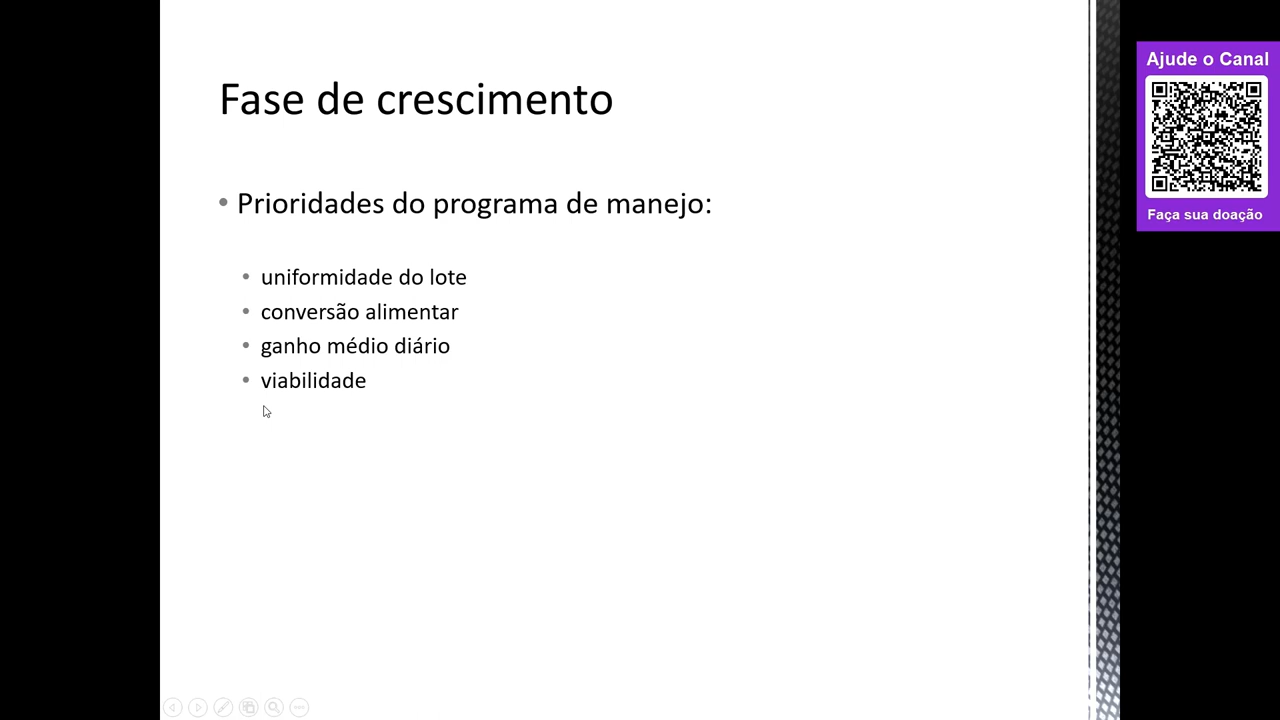 Fase de crescimento
• Prioridades do programa de manejo:
• uniformidade do lote
• conversão alimentar
• ganho médio diário
• viabilidade
Ajude o Canal
Faça sua doação